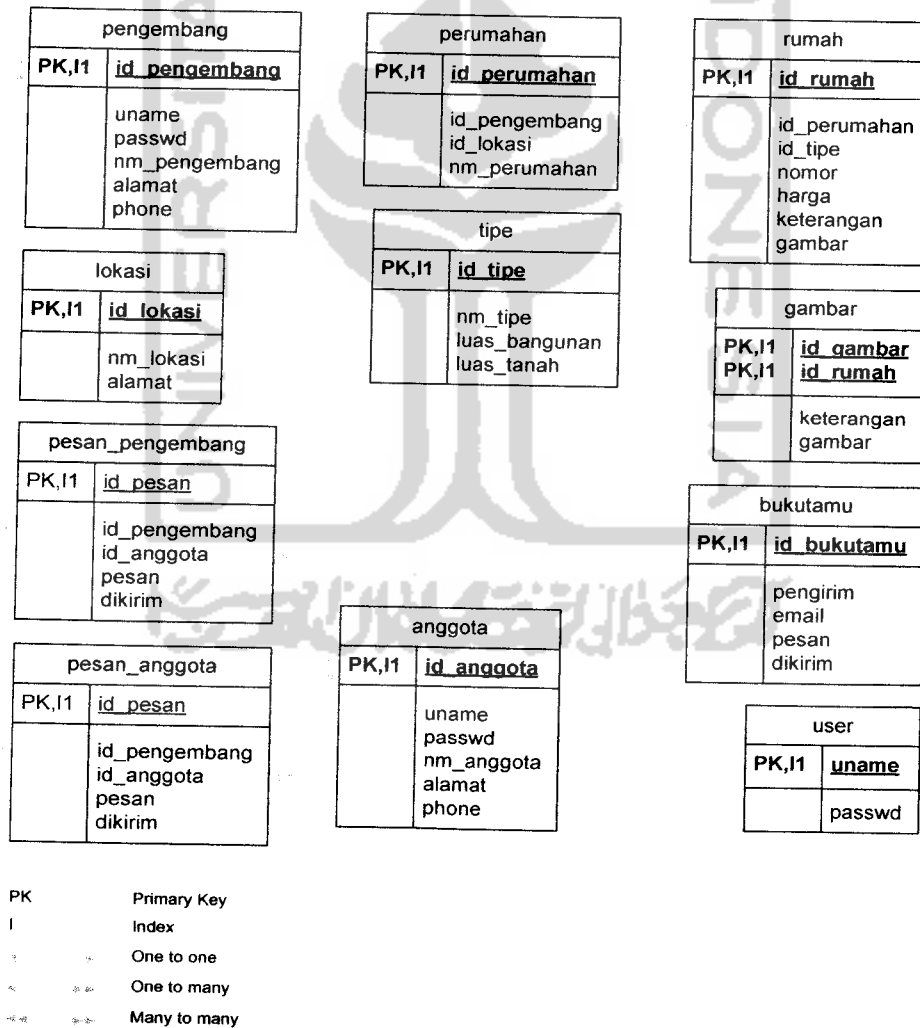 pengembang
PK,I1 id_pengembang
uname
passwd
nm_pengembang
alamat
phone
perumahan
PK,I1 id_perumahan
id_pengembang
id_lokasi
nm_perumahan
rumah
PK,I1 id_rumah
id_perumahan
id_tipe
nomor
harga
keterangan
gambar
lokasi
PK,I1 id_lokasi
nm_lokasi
alamat
tipe
PK,I1 id_tipe
nm_tipe
luas_bangunan
luas_tanah
gambar
PK,I1 id_gambar
PK,I1 id_rumah
keterangan
gambar
pesan_pengembang
PK,I1 id_pesan
id_pengembang
id_anggota
pesan
dikirim
bukutamu
PK,I1 id_bukutamu
pengirim
email
pesan
dikirim
pesan_anggota
PK,I1 id_pesan
id_pengembang
id_anggota
pesan
dikirim
anggota
PK,I1 id_anggota
uname
passwd
nm_anggota
alamat
phone
user
PK,I1 uname
passwd
PK Primary Key
I Index
One to one
One to many
Many to many